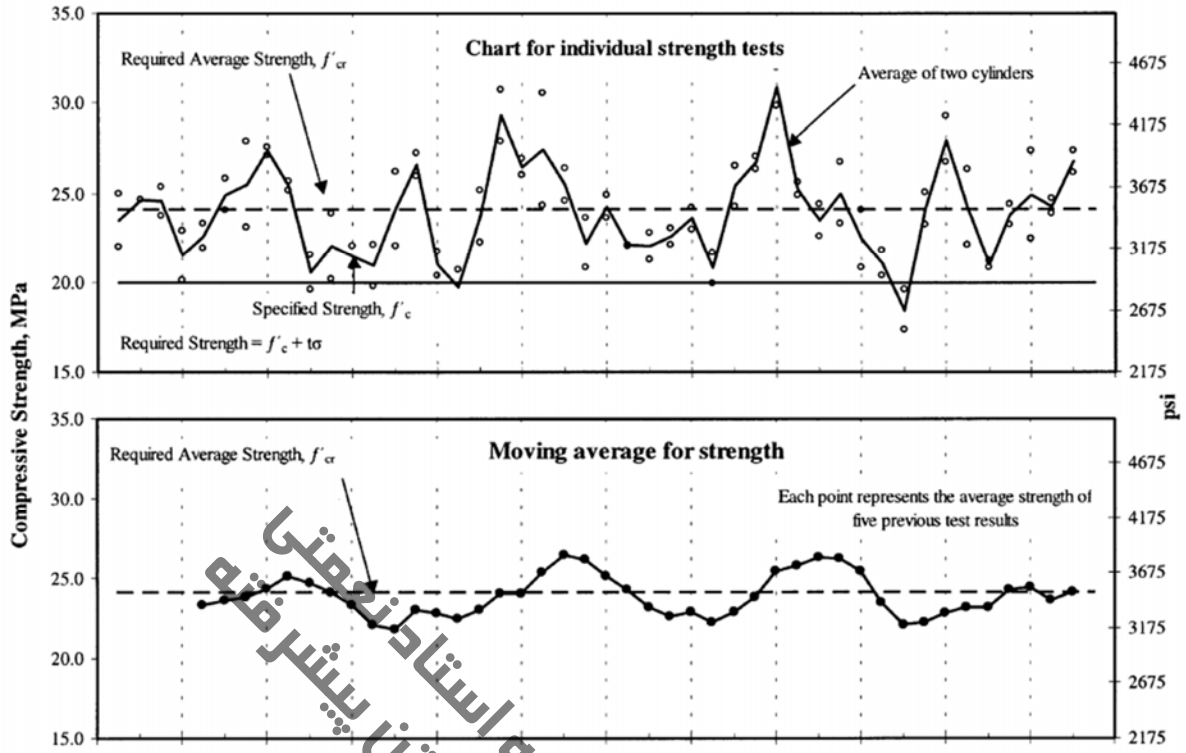 35.0
30.0
25.0
20.0
15.0
Chart for individual strength tests
Required Average Strength, f′cr
Average of two cylinders
Specified Strength, f′c
Required Strength = f′c + tσ
4675
4175
3675
3175
2675
2175
Compressive Strength, MPa
psi
35.0
30.0
25.0
20.0
15.0
Moving average for strength
Required Average Strength, f′cr
Each point represents the average strength of
five previous test results
4675
4175
3675
3175
2675
2175
استاد نعمتی